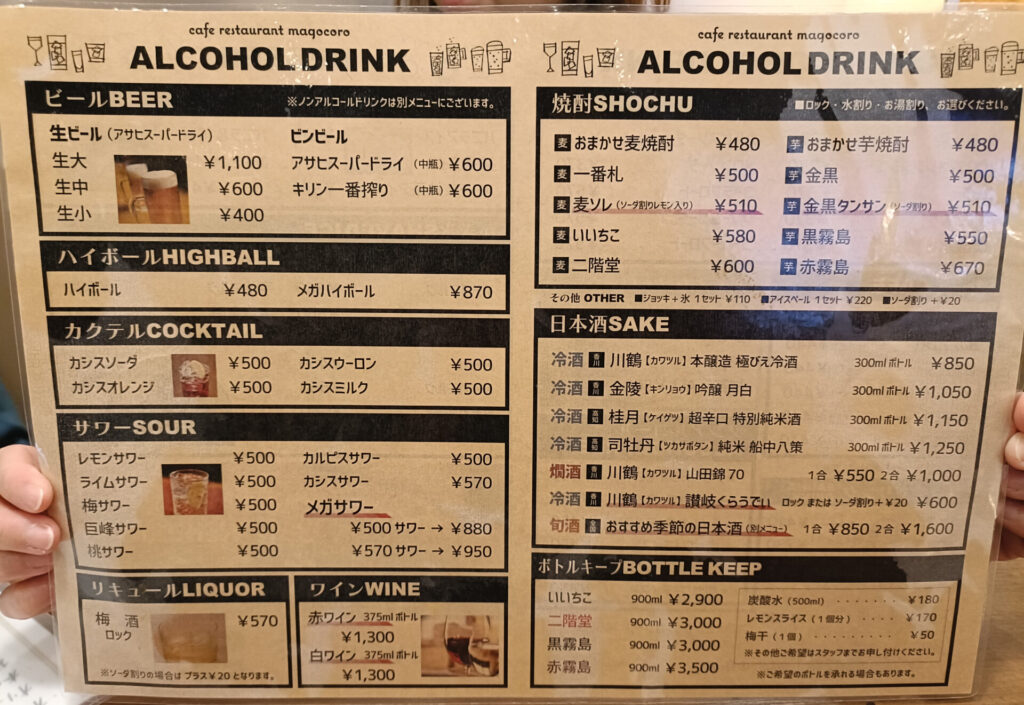 cafe restaurant magocoro
ALCOHOL DRINK
ビールBEER ※ノンアルコールドリンクは別メニューにございます。
生ビール（アサヒスーパードライ）
生大 ￥1,100
生中 ￥600
生小 ￥400
ビンビール
アサヒスーパードライ（中瓶）￥600
キリン一番搾り（中瓶）￥600
ハイボールHIGHBALL
ハイボール ￥480 メガハイボール ￥870
カクテルCOCKTAIL
カシスソーダ ￥500 カシスウーロン ￥500
カシスオレンジ ￥500 カシスミルク ￥500
サワーSOUR
レモンサワー ￥500
ライムサワー ￥500
梅サワー ￥500
巨峰サワー ￥500
桃サワー ￥500
カルピスサワー ￥500
カシスサワー ￥570
メガサワー
￥500 サワー → ￥880
￥570 サワー → ￥950
リキュールLIQUOR
梅酒 ￥570
ロック
※ソーダ割りの場合は プラス￥20 となります。
ワインWINE
赤ワイン 375mlボトル
￥1,300
白ワイン 375mlボトル
￥1,300
cafe restaurant magocoro
ALCOHOL DRINK
焼酎SHOCHU ■ロック・水割り・お湯割り、お選びください。
麦 おまかせ麦焼酎 ￥480
麦 一番札 ￥500
麦 麦ソレ（ソーダ割りレモン入り）￥510
麦 いいちこ ￥580
麦 二階堂 ￥600
芋 おまかせ芋焼酎 ￥480
芋 金黒 ￥500
芋 金黒タンサン（ソーダ割り）￥510
芋 黒霧島 ￥550
芋 赤霧島 ￥670
その他 OTHER ■ジョッキ＋氷 1セット ￥110 ■アイスペール 1セット ￥220 ■ソーダ割り ＋￥20
日本酒SAKE
冷酒 香川 川鶴【カワツル】本醸造 極びえ冷酒 300mlボトル ￥850
冷酒 香川 金陵【キンリョウ】吟醸 月白 300mlボトル ￥1,050
冷酒 高知 桂月【ケイゲツ】超辛口 特別純米酒 300mlボトル ￥1,150
冷酒 高知 司牡丹【ツカサボタン】純米 船中八策 300mlボトル ￥1,250
燗酒 香川 川鶴【カワツル】山田錦70 1合 ￥550 2合 ￥1,000
冷酒 香川 川鶴【カワツル】讃岐くらうでぃ ロック または ソーダ割り＋￥20 ￥600
旬酒 全国 おすすめ季節の日本酒（別メニュー） 1合 ￥850 2合 ￥1,600
ボトルキープBOTTLE KEEP
いいちこ 900ml ￥2,900
二階堂 900ml ￥3,000
黒霧島 900ml ￥3,000
赤霧島 900ml ￥3,500
炭酸水（500ml）・・・・・・・￥180
レモンスライス（1個分）・・・・￥170
梅干（1個）・・・・・・・・・￥50
※その他ご希望はスタッフまでお申し付けください。
※ご希望のボトルを承れる場合もあります。